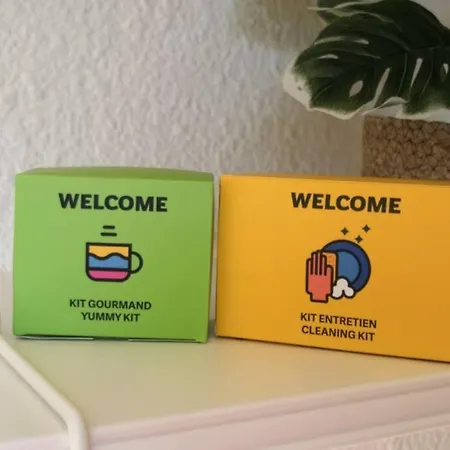 WELCOME
KIT GOURMAND
YUMMY KIT
WELCOME
KIT ENTRETIEN
CLEANING KIT